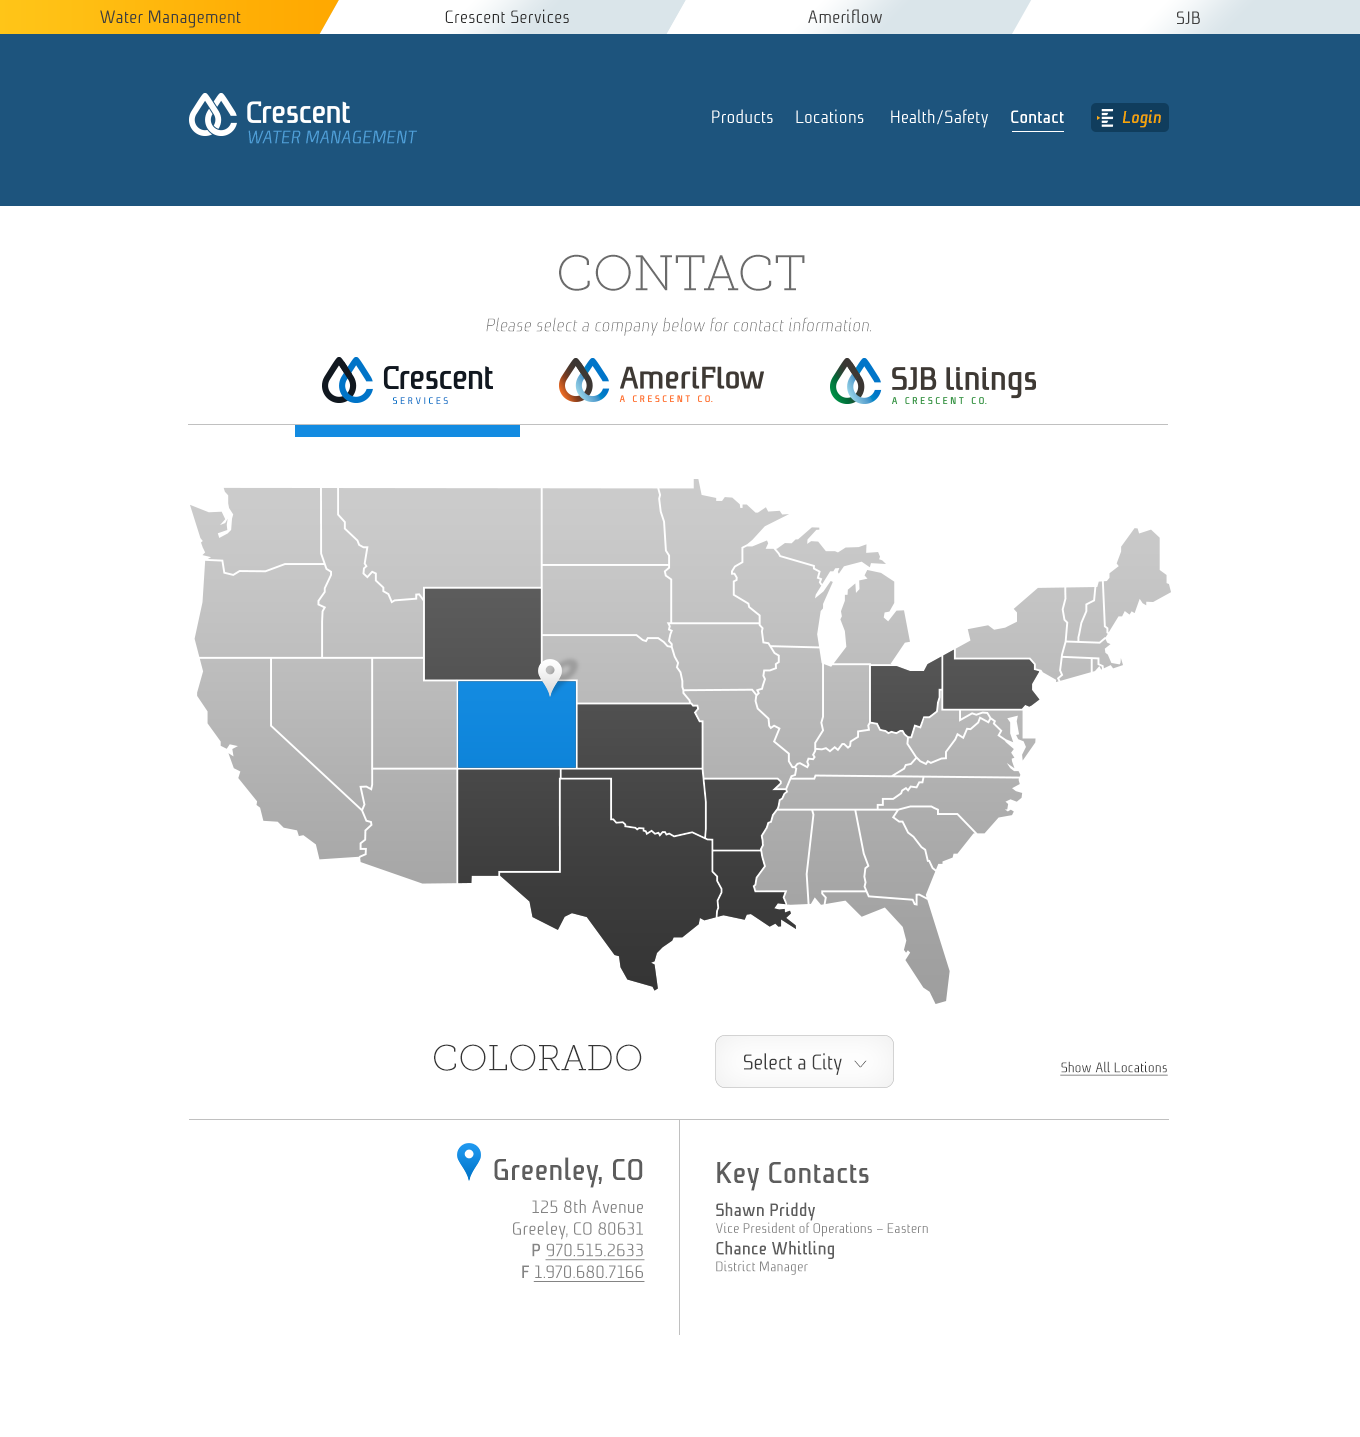 Water Management
Crescent Services
Ameriflow
SJB
Crescent
WATER MANAGEMENT
Products
Locations
Health/Safety
Contact
Login
CONTACT
Please select a company below for contact information.
Crescent
SERVICES
AmeriFlow
A CRESCENT CO.
SJB linings
A CRESCENT CO.
COLORADO
Select a City
Show All Locations
Greenley, CO
125 8th Avenue
Greeley, CO 80631
P 970.515.2633
F 1.970.680.7166
Key Contacts
Shawn Priddy
Vice President of Operations – Eastern
Chance Whitling
District Manager